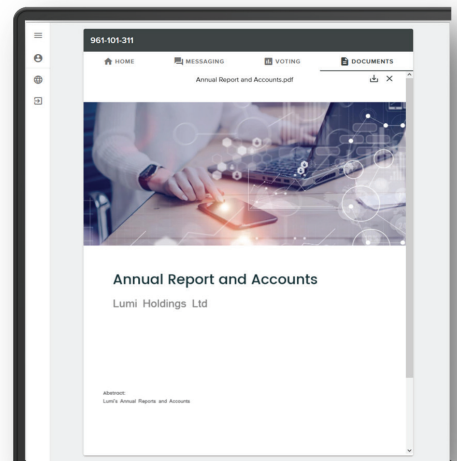 961-101-311
HOME MESSAGING VOTING DOCUMENTS
Annual Report and Accounts.pdf
Annual Report and Accounts
Lumi Holdings Ltd
Abstract:
Lumi's Annual Reports and Accounts